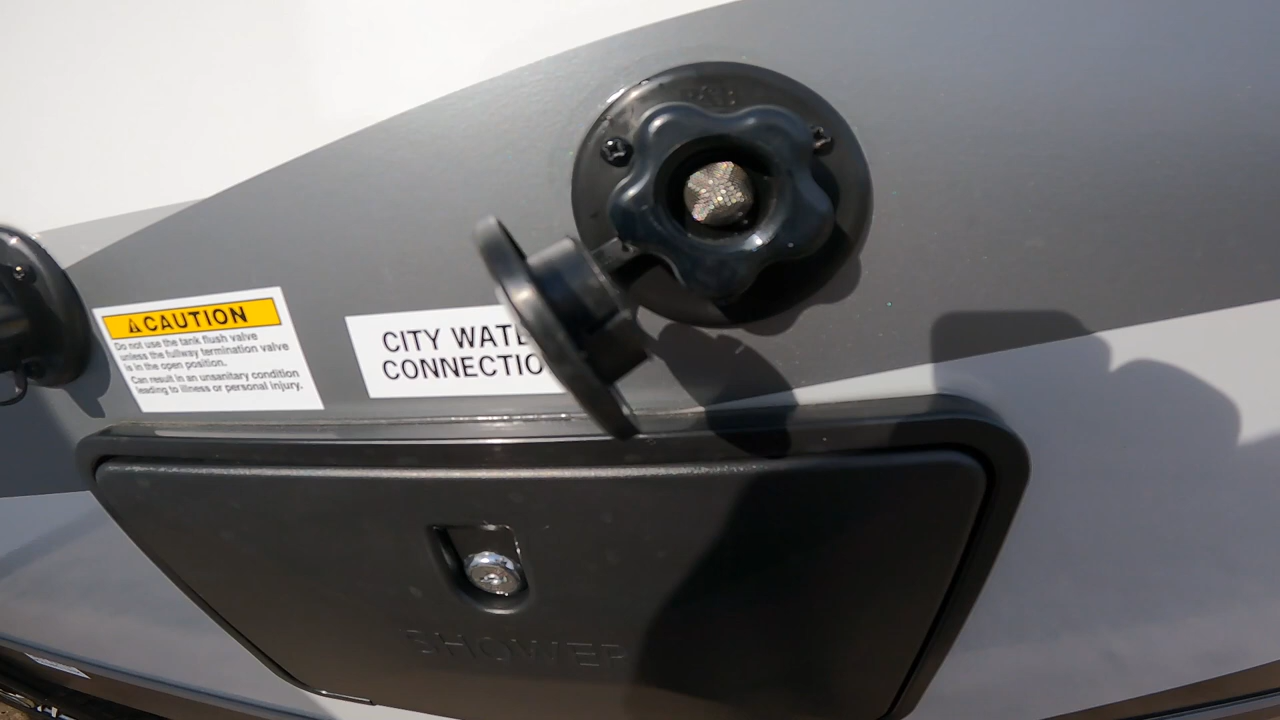 CAUTION
Do not use the tank flush valve
unless the fullway termination valve
is in the open position.
Can result in an unsanitary condition
leading to illness or personal injury.
CITY WATE
CONNECTIO
SHOWER